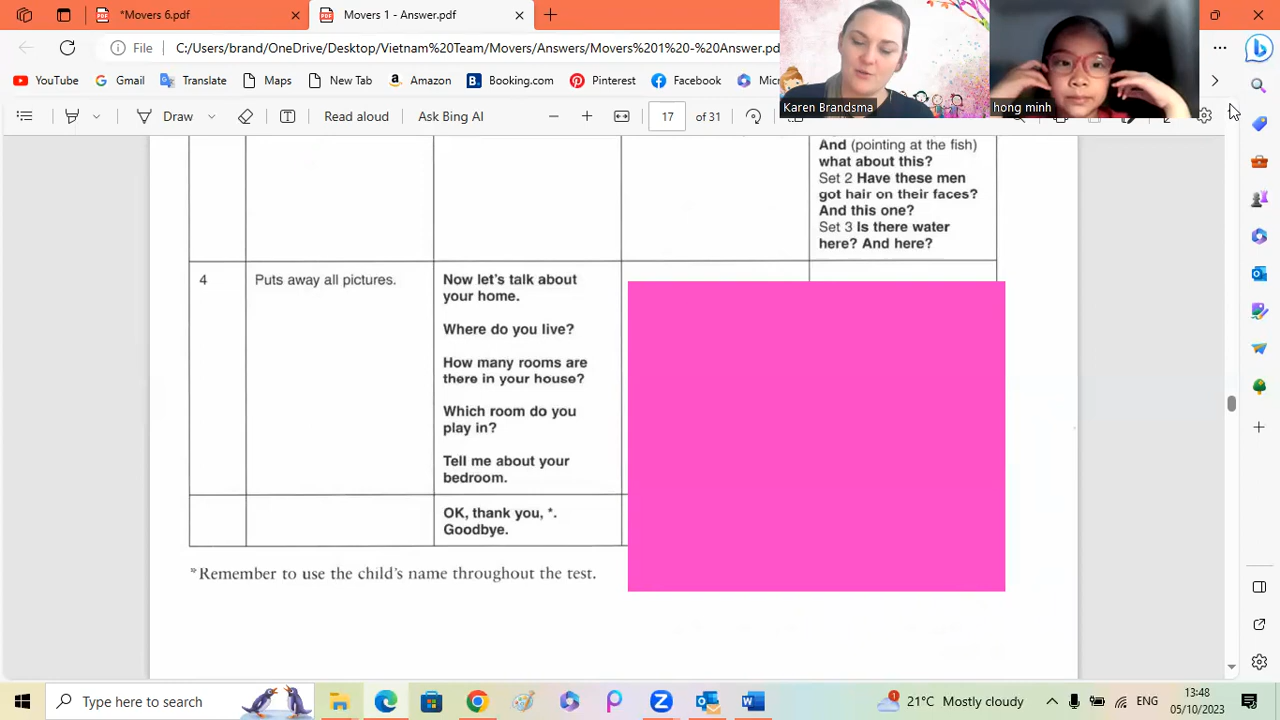 *Movers 6.pdf
Movers 1 - Answer.pdf
File
C:/Users/brand/OneDrive/Desktop/Vietnam%20Team/Movers/Answers/Movers%201%20-%20Answer.pd
YouTube
Gmail
Translate
Maps
New Tab
Amazon
Booking.com
Pinterest
Facebook
Draw
Read aloud
Ask Bing AI
17
of 31
Karen Brandsma
hong minh
And (pointing at the fish)
what about this?
Set 2 Have these men
got hair on their faces?
And this one?
Set 3 Is there water
here? And here?
4
Puts away all pictures.
Now let's talk about
your home.
Where do you live?
How many rooms are
there in your house?
Which room do you
play in?
Tell me about your
bedroom.
OK, thank you, *.
Goodbye.
*Remember to use the child's name throughout the test.
Type here to search
1
21°C Mostly cloudy
ENG
13:48
05/10/2023